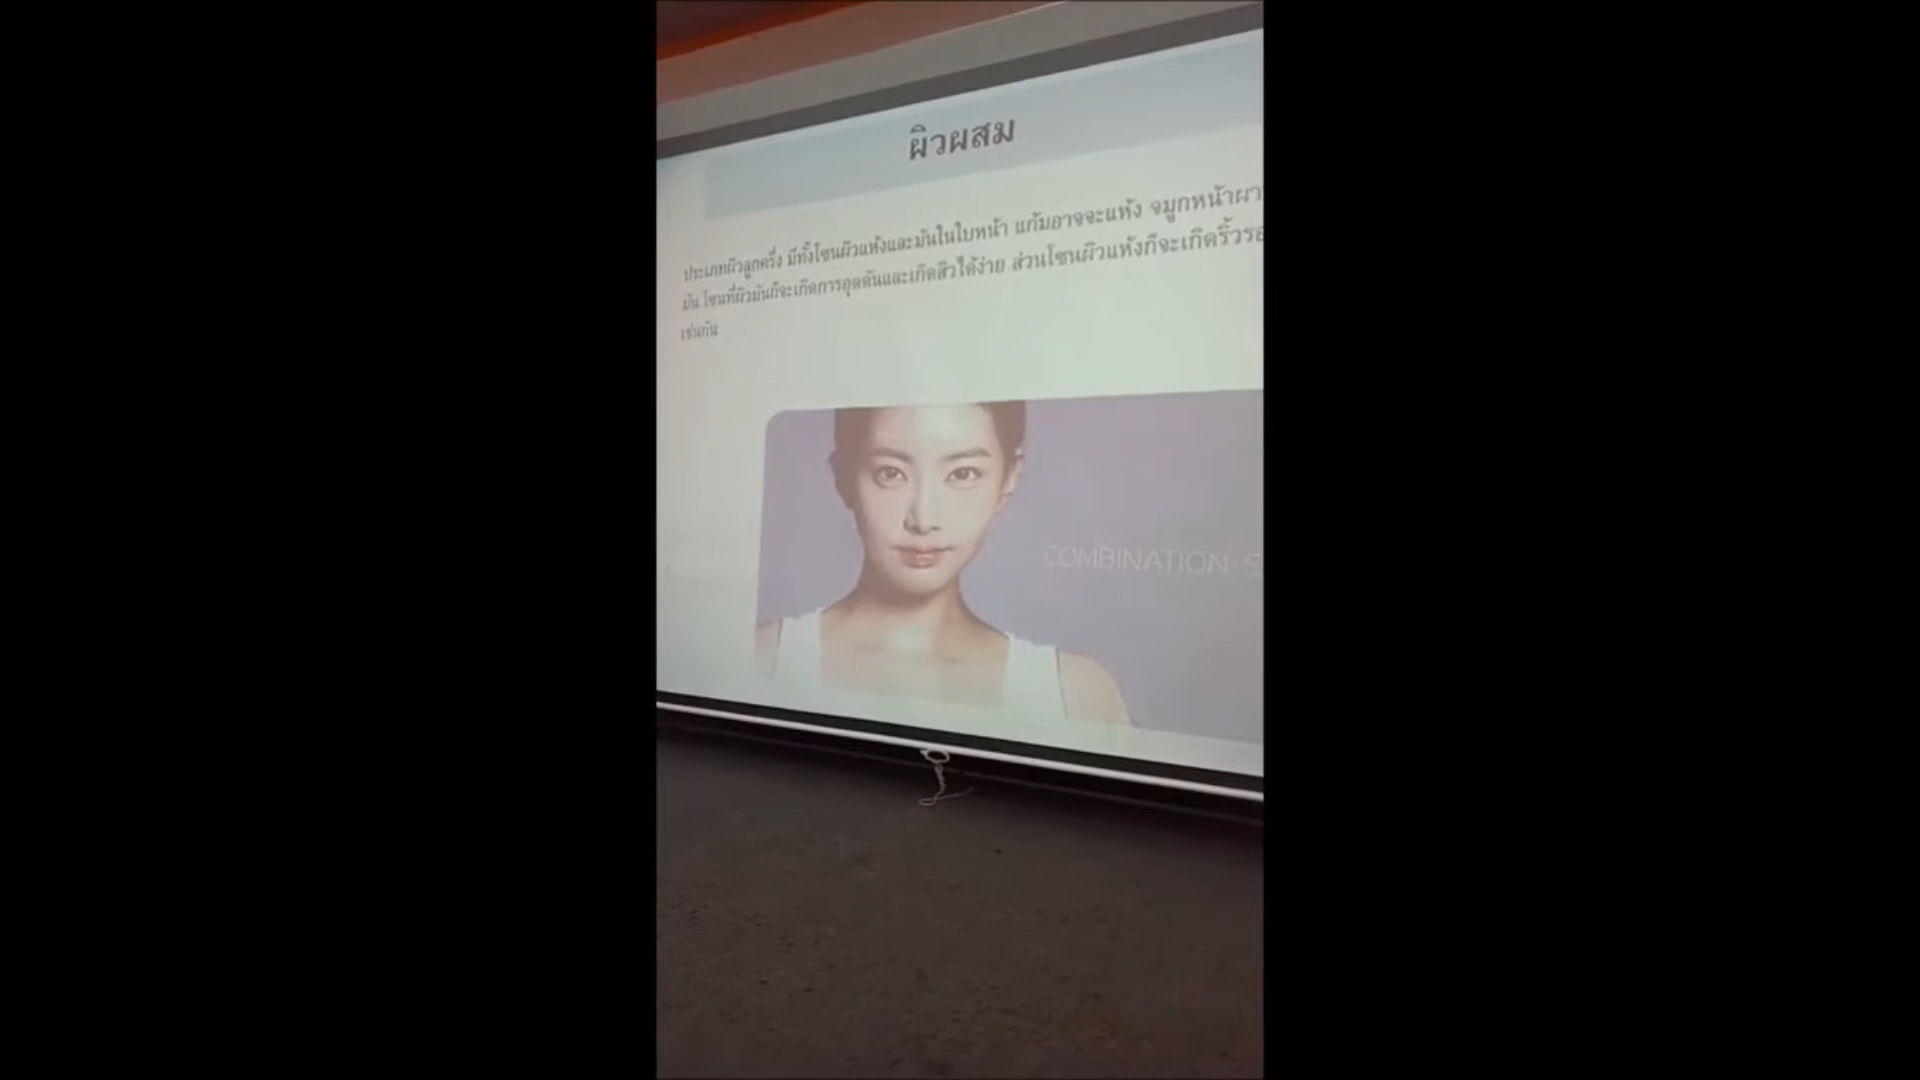 ผิวผสม
ประเภทผิวลูกครึ่ง มีทั้งโซนผิวแห้งและมันในใบหน้า แก้มอาจจะแห้ง จมูกหน้าผา
มัน โซนที่ผิวมันก็จะเกิดการอุดตันและเกิดสิวได้ง่าย ส่วนโซนผิวแห้งก็จะเกิดริ้วรอ
เช่นกัน
COMBINATION S